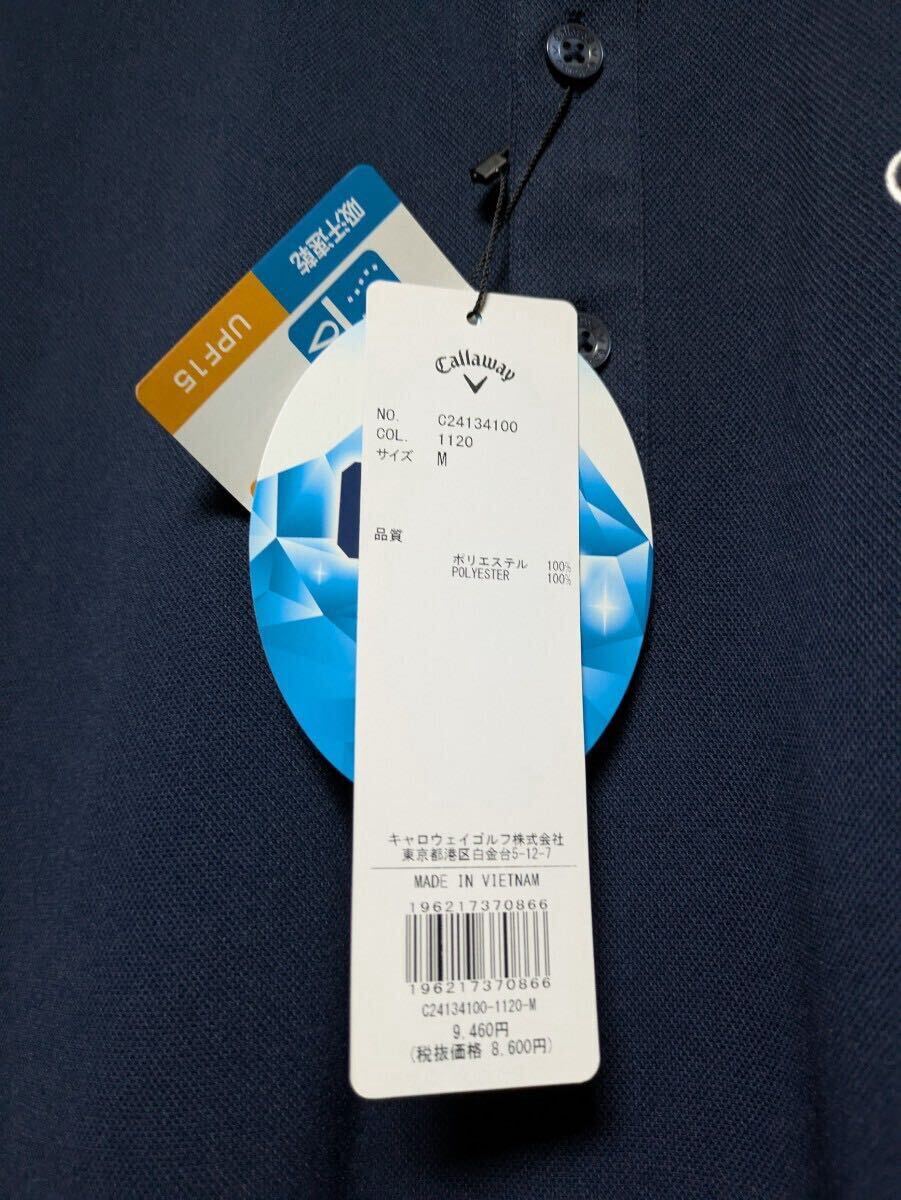 吸汗速乾
UPF15
Callaway
NO. C24134100
COL. 1120
サイズ M
品質
ポリエステル 100%
POLYESTER 100%
キャロウェイゴルフ株式会社
東京都港区白金台5-12-7
MADE IN VIETNAM
196217370866
196217370866
C24134100-1120-M
9,460円
(税抜価格 8,600円)